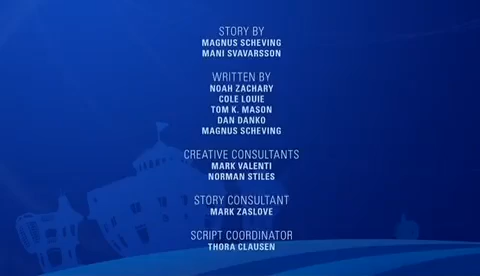 STORY BY
MAGNUS SCHEVING
MANI SVAVARSSON
WRITTEN BY
NOAH ZACHARY
COLE LOUIE
TOM K. MASON
DAN DANKO
MAGNUS SCHEVING
CREATIVE CONSULTANTS
MARK VALENTI
NORMAN STILES
STORY CONSULTANT
MARK ZASLOVE
SCRIPT COORDINATOR
THORA CLAUSEN